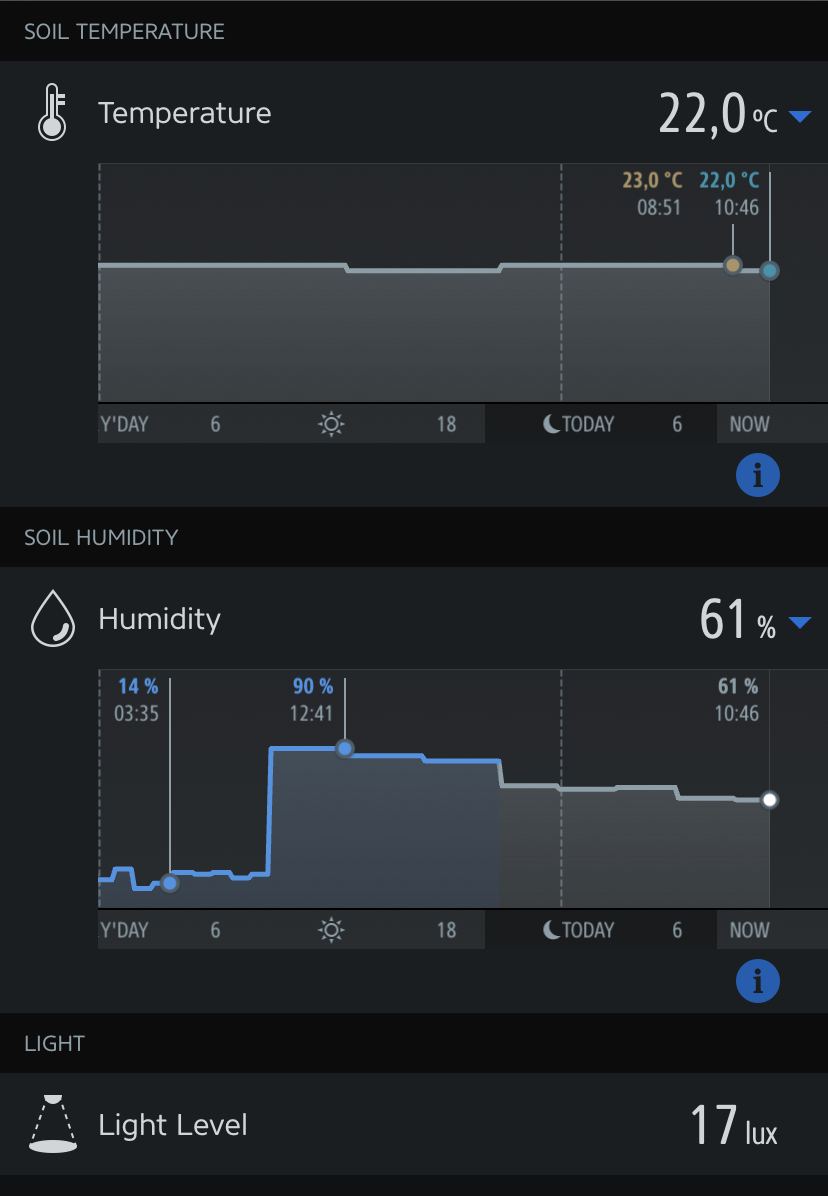 SOIL TEMPERATURE
Temperature 22,0 ºC
23,0 °C 22,0 °C
08:51 10:46
Y'DAY 6 18 TODAY 6 NOW
i
SOIL HUMIDITY
Humidity 61 %
14 % 90 % 61 %
03:35 12:41 10:46
Y'DAY 6 18 TODAY 6 NOW
i
LIGHT
Light Level 17 lux